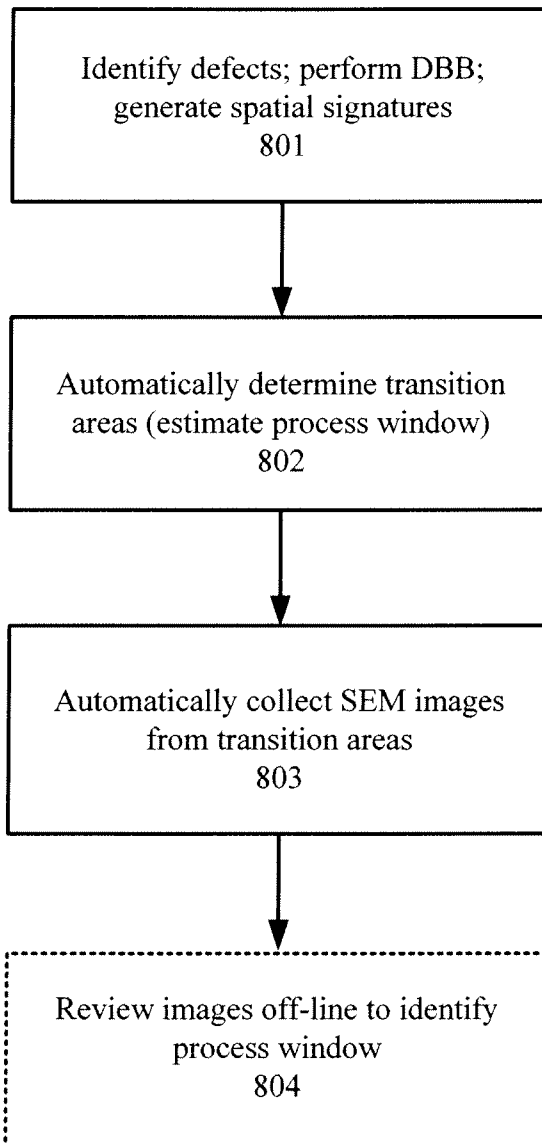 Identify defects; perform DBB;
generate spatial signatures
801
Automatically determine transition
areas (estimate process window)
802
Automatically collect SEM images
from transition areas
803
Review images off-line to identify
process window
804